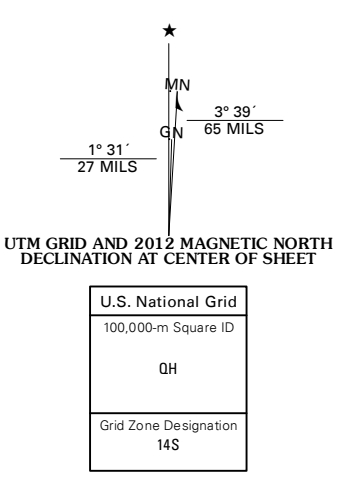 ★
MN
3° 39´
65 MILS
GN
1° 31´
27 MILS
UTM GRID AND 2012 MAGNETIC NORTH
DECLINATION AT CENTER OF SHEET
U.S. National Grid
100,000-m Square ID
QH
Grid Zone Designation
14S